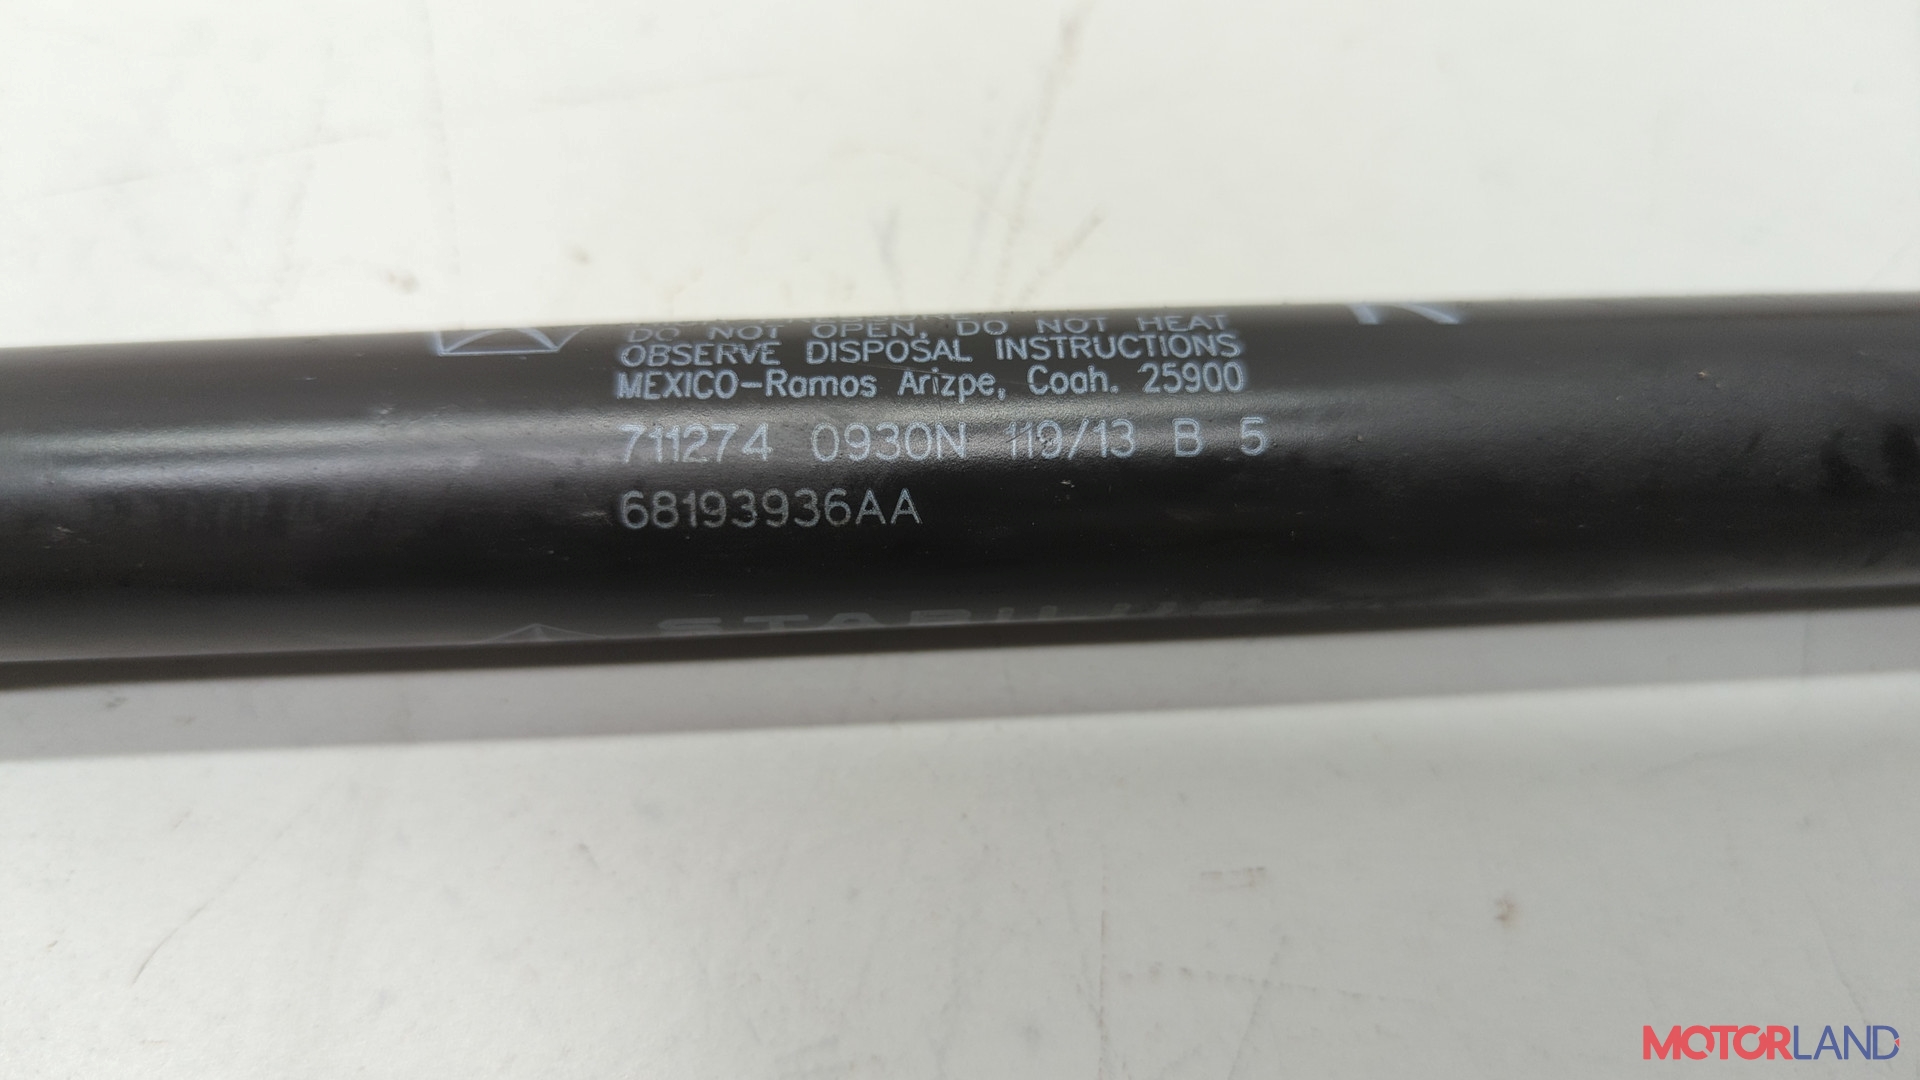 DO NOT OPEN, DO NOT HEAT
OBSERVE DISPOSAL INSTRUCTIONS
MEXICO-Ramos Arizpe, Coah. 25900
711274 0930N 119/13 B 5
68193936AA
STABILUS
MOTORLAND